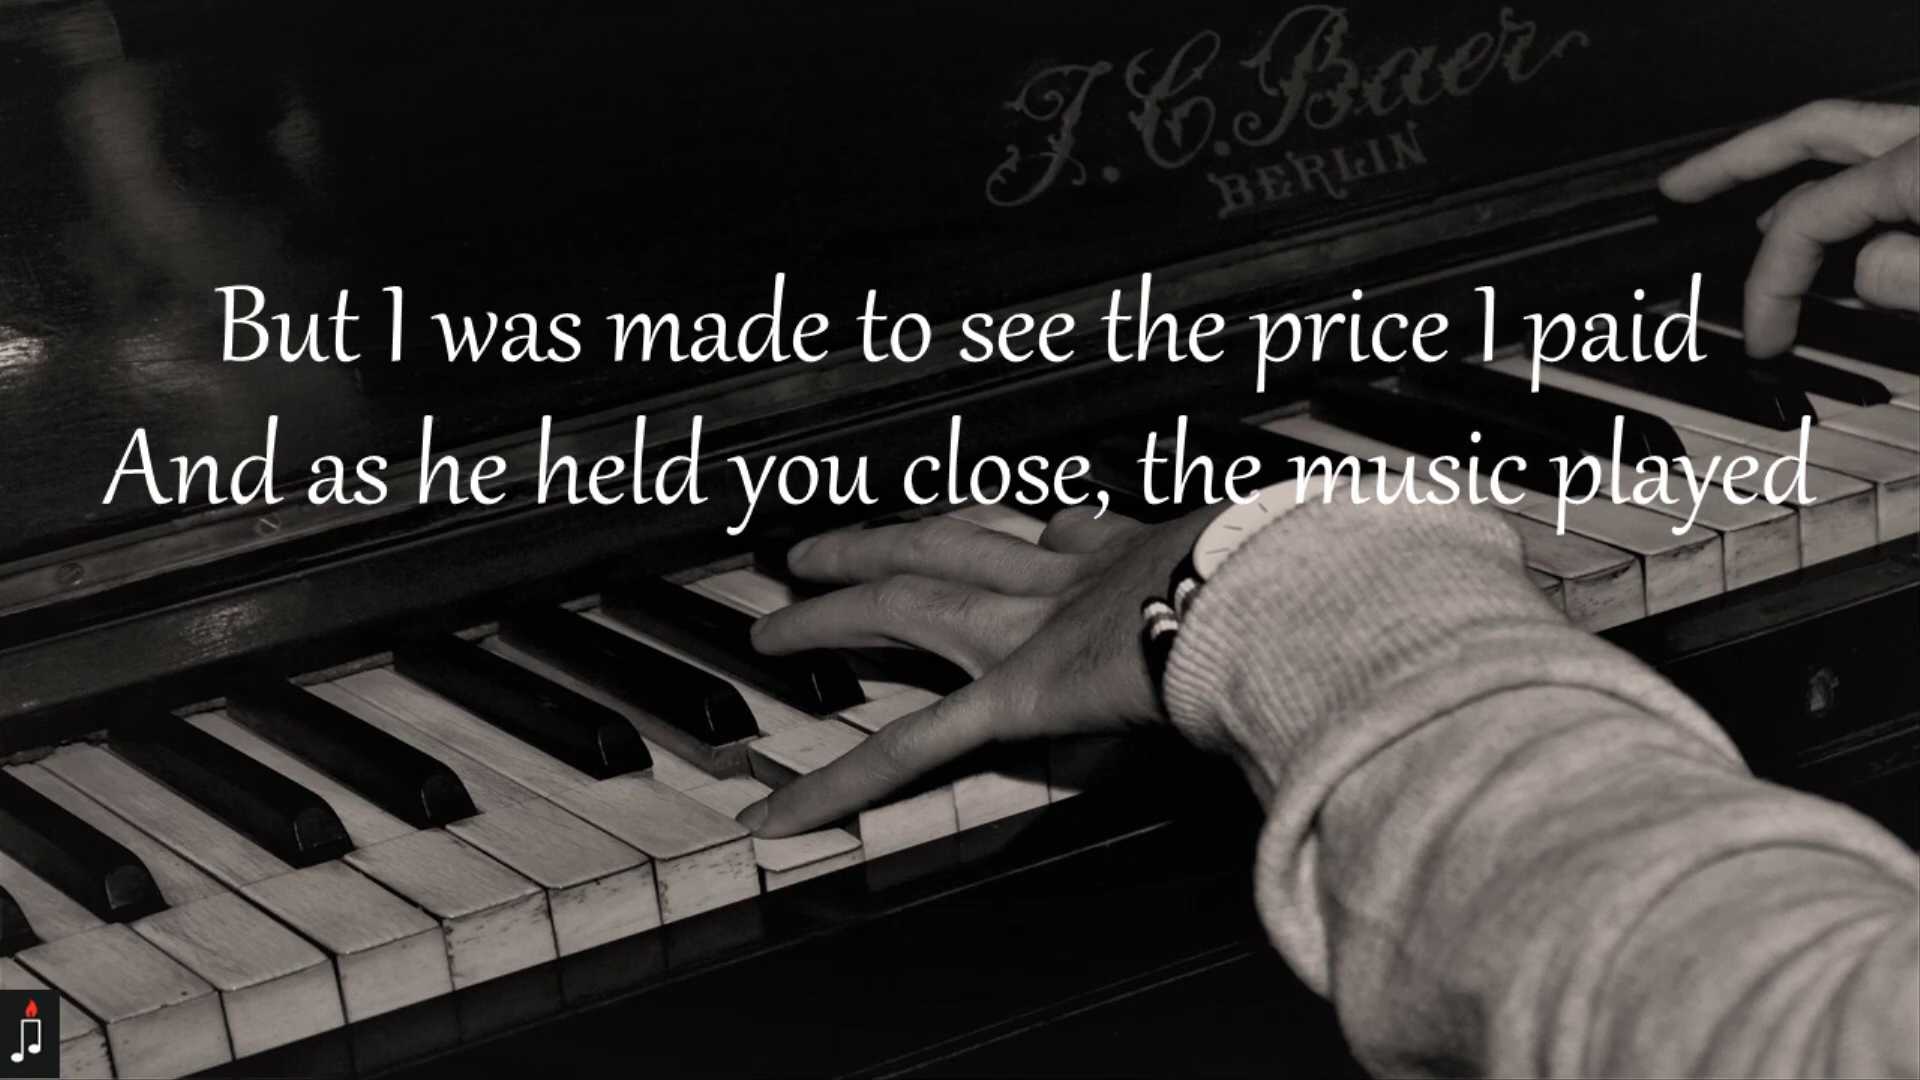 J. C. Baer
BERLIN
But I was made to see the price I paid
And as he held you close, the music played